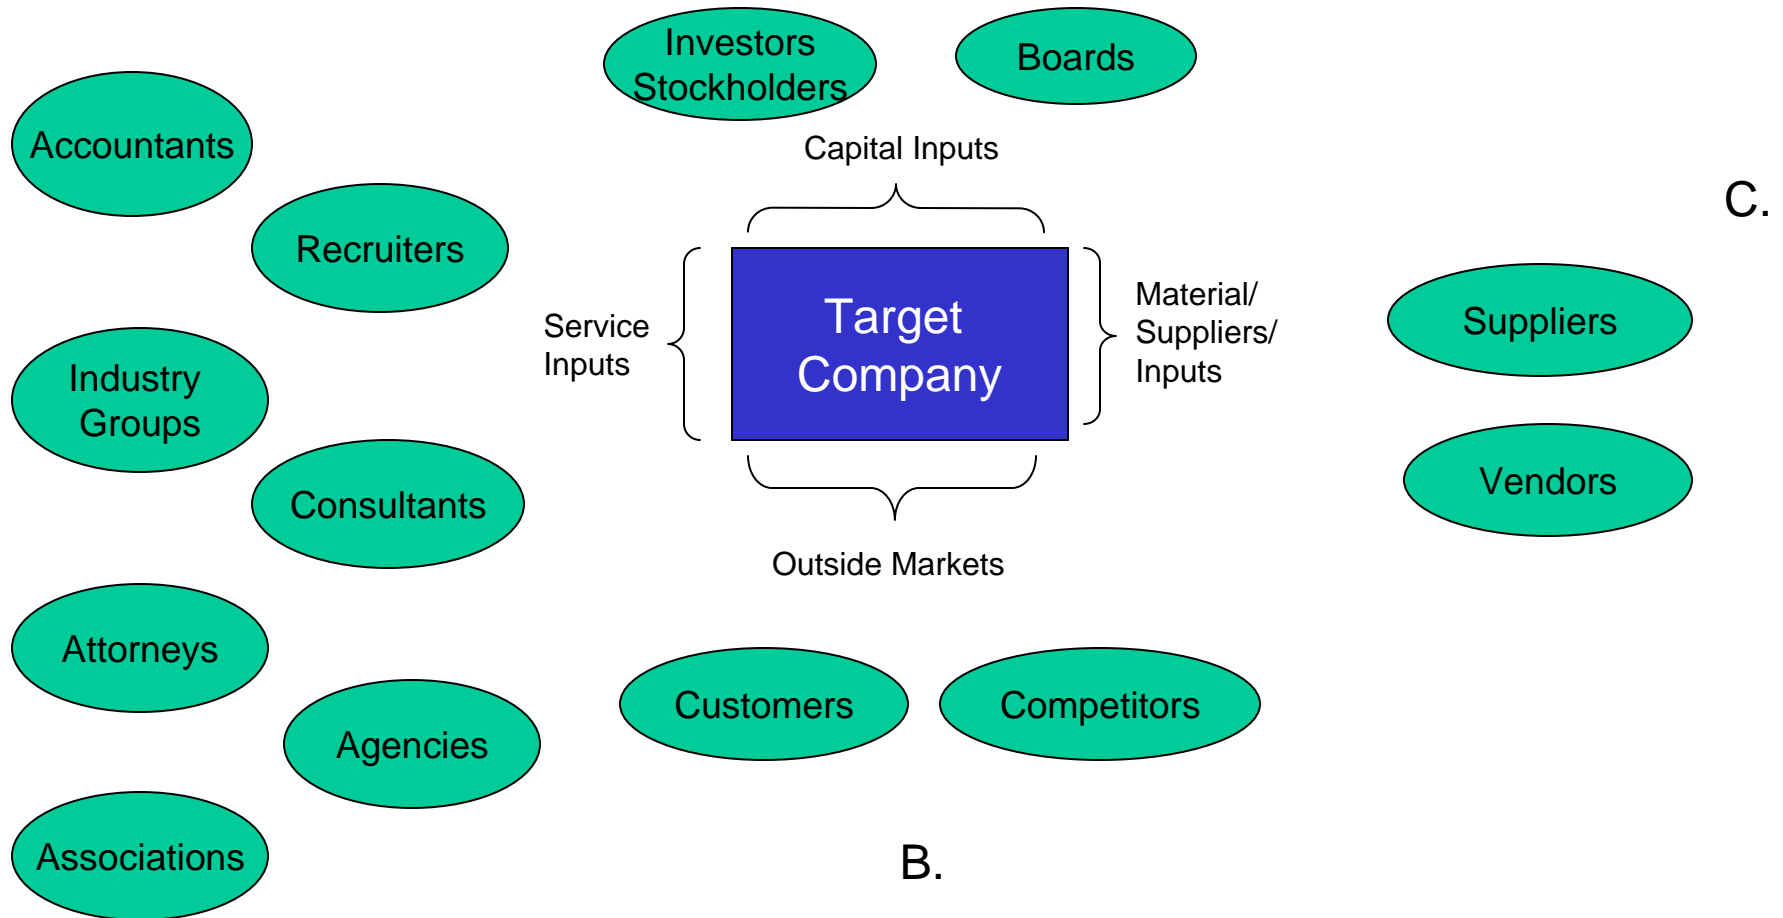 Investors
Stockholders
Boards
Accountants
Capital Inputs
C.
Recruiters
Target
Company
Service
Inputs
Material/
Suppliers/
Inputs
Suppliers
Industry
Groups
Consultants
Vendors
Outside Markets
Attorneys
Customers
Competitors
Agencies
Associations
B.